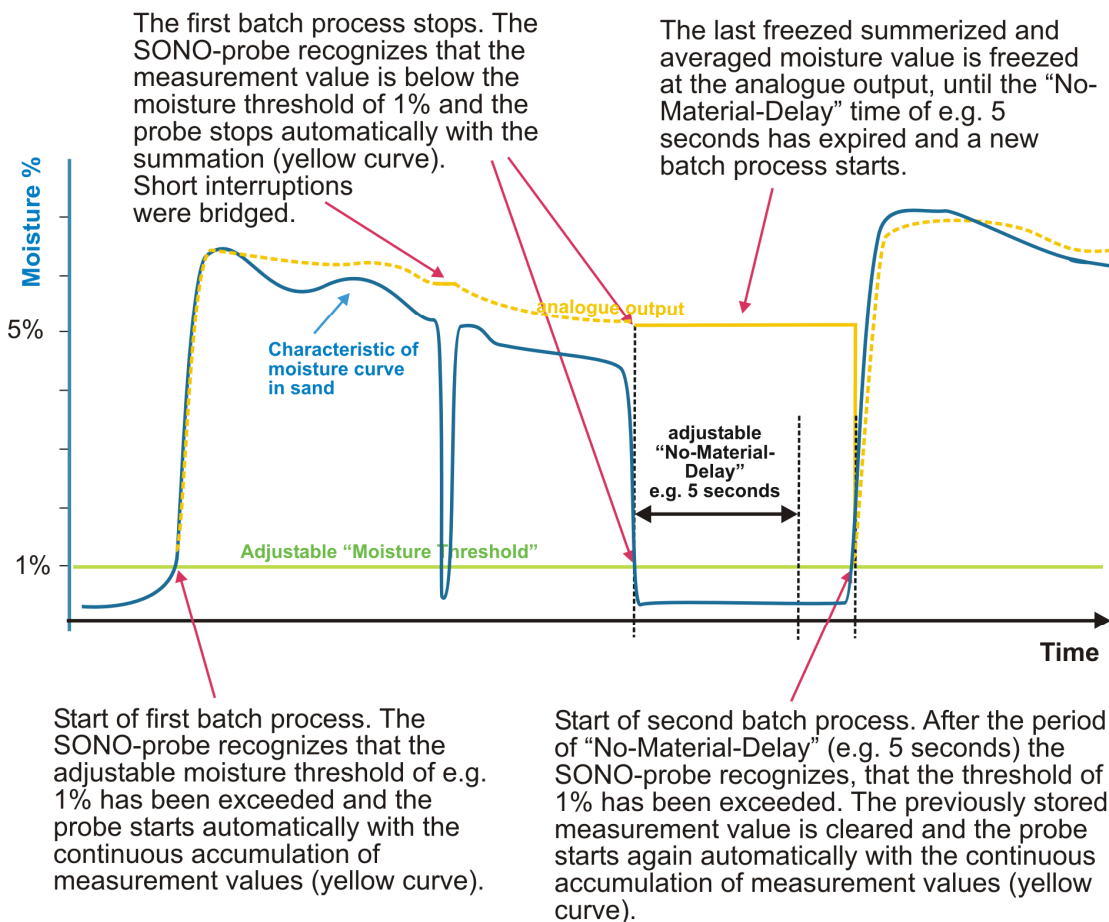 The first batch process stops. The
SONO-probe recognizes that the
measurement value is below the
moisture threshold of 1% and the
probe stops automatically with the
summation (yellow curve).
Short interruptions
were bridged.
The last freezed summerized and
averaged moisture value is freezed
at the analogue output, until the “No-
Material-Delay” time of e.g. 5
seconds has expired and a new
batch process starts.
Moisture %
5%
1%
analogue output
Characteristic of
moisture curve
in sand
adjustable
“No-Material-
Delay”
e.g. 5 seconds
Adjustable “Moisture Threshold”
Time
Start of first batch process. The
SONO-probe recognizes that the
adjustable moisture threshold of e.g.
1% has been exceeded and the
probe starts automatically with the
continuous accumulation of
measurement values (yellow curve).
Start of second batch process. After the period
of “No-Material-Delay” (e.g. 5 seconds) the
SONO-probe recognizes, that the threshold of
1% has been exceeded. The previously stored
measurement value is cleared and the probe
starts again automatically with the continuous
accumulation of measurement values (yellow
curve).